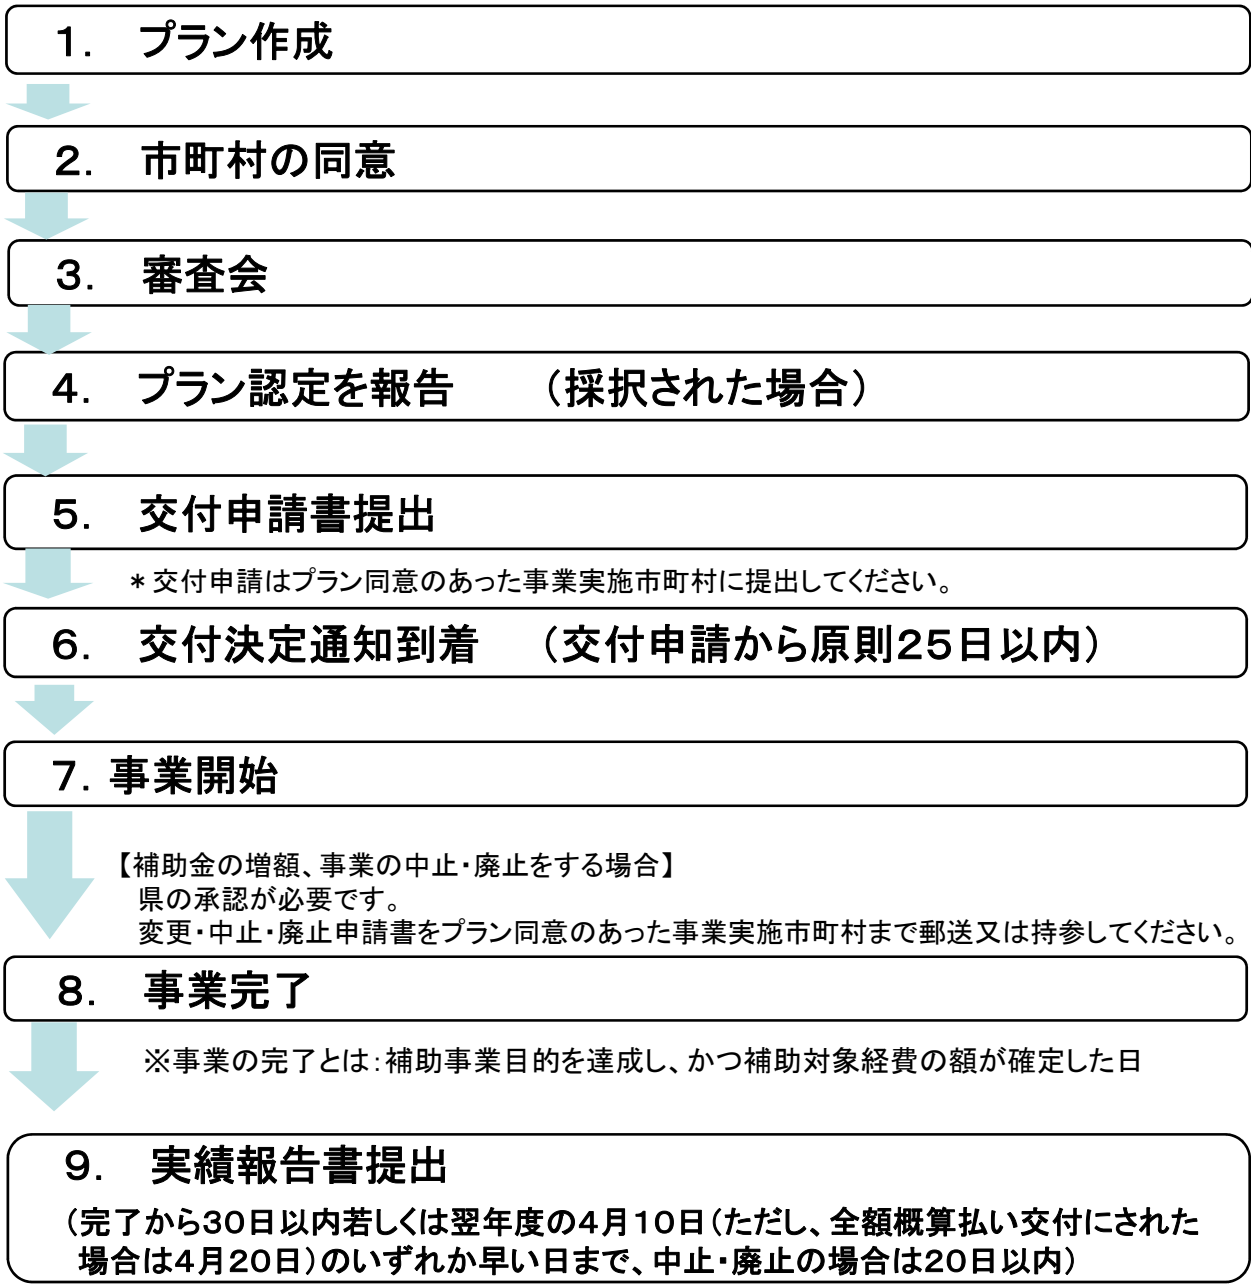 １．　プラン作成
２．　市町村の同意
３．　審査会
４．　プラン認定を報告　　（採択された場合）
５．　交付申請書提出
＊交付申請はプラン同意のあった事業実施市町村に提出してください。
６．　交付決定通知到着　（交付申請から原則２５日以内）
７．事業開始
【補助金の増額、事業の中止・廃止をする場合】
県の承認が必要です。
変更・中止・廃止申請書をプラン同意のあった事業実施市町村まで郵送又は持参してください。
８．　事業完了
※事業の完了とは：補助事業目的を達成し、かつ補助対象経費の額が確定した日
９．　実績報告書提出
（完了から３０日以内若しくは翌年度の４月１０日（ただし、全額概算払い交付にされた
場合は４月２０日）のいずれか早い日まで、中止・廃止の場合は２０日以内）